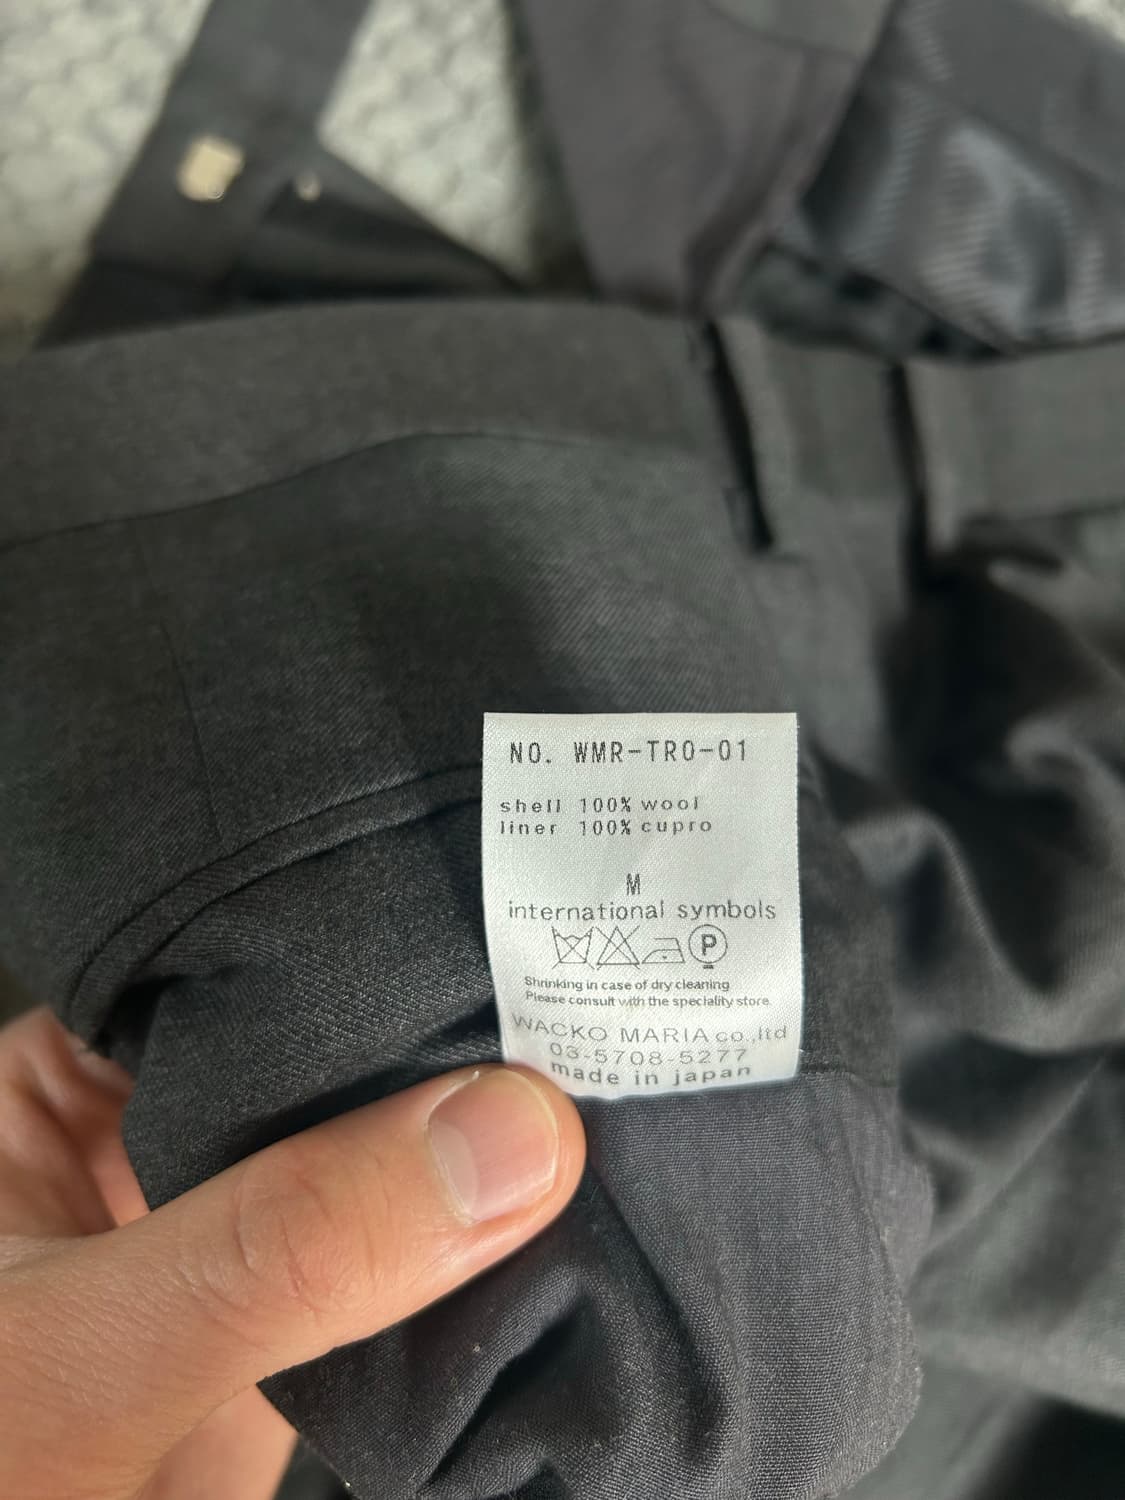 NO. WMR-TRO-01
shell 100% wool
liner 100% cupro
M
international symbols
P
Shrinking in case of dry cleaning
Please consult with the speciality store.
WACKO MARIA co.,ltd
03-5708-5277
made in japan